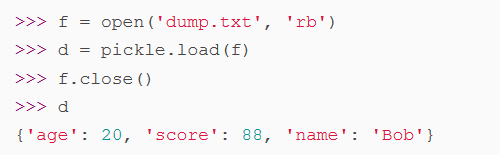 >>> f = open('dump.txt', 'rb')
>>> d = pickle.load(f)
>>> f.close()
>>> d
{'age': 20, 'score': 88, 'name': 'Bob'}